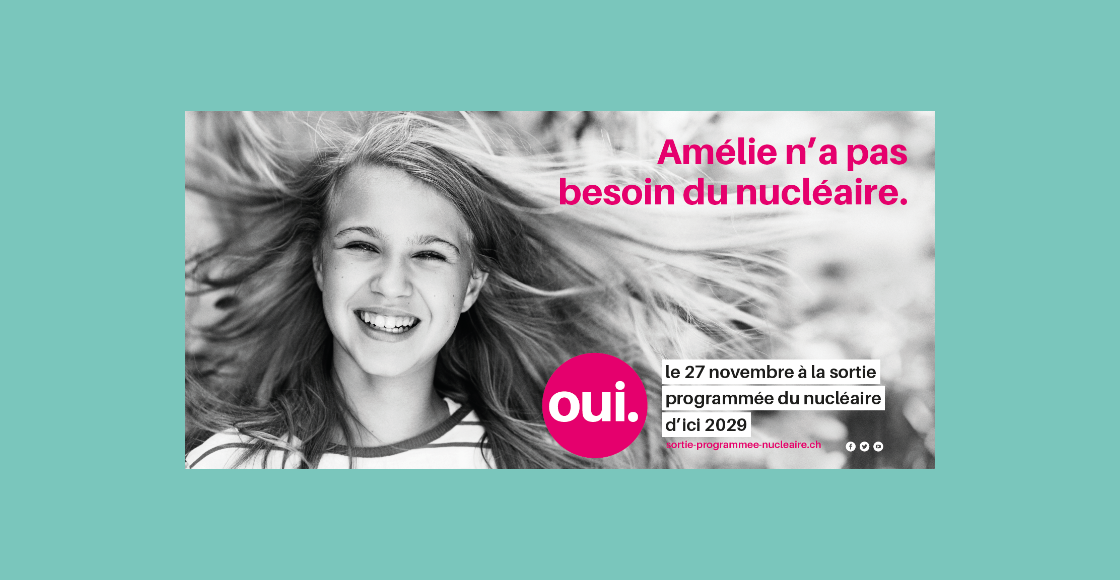 Amélie n’a pas
besoin du nucléaire.
oui.
le 27 novembre à la sortie
programmée du nucléaire
d’ici 2029
sortie-programmee-nucleaire.ch